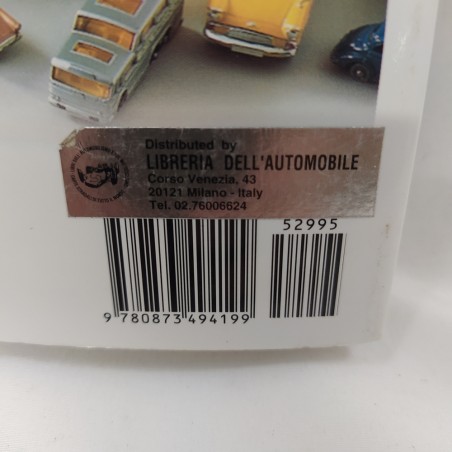 Distributed by
LIBRERIA DELL'AUTOMOBILE
Corso Venezia, 43
20121 Milano - Italy
Tel. 02.76006624
52995
9 780873 494199